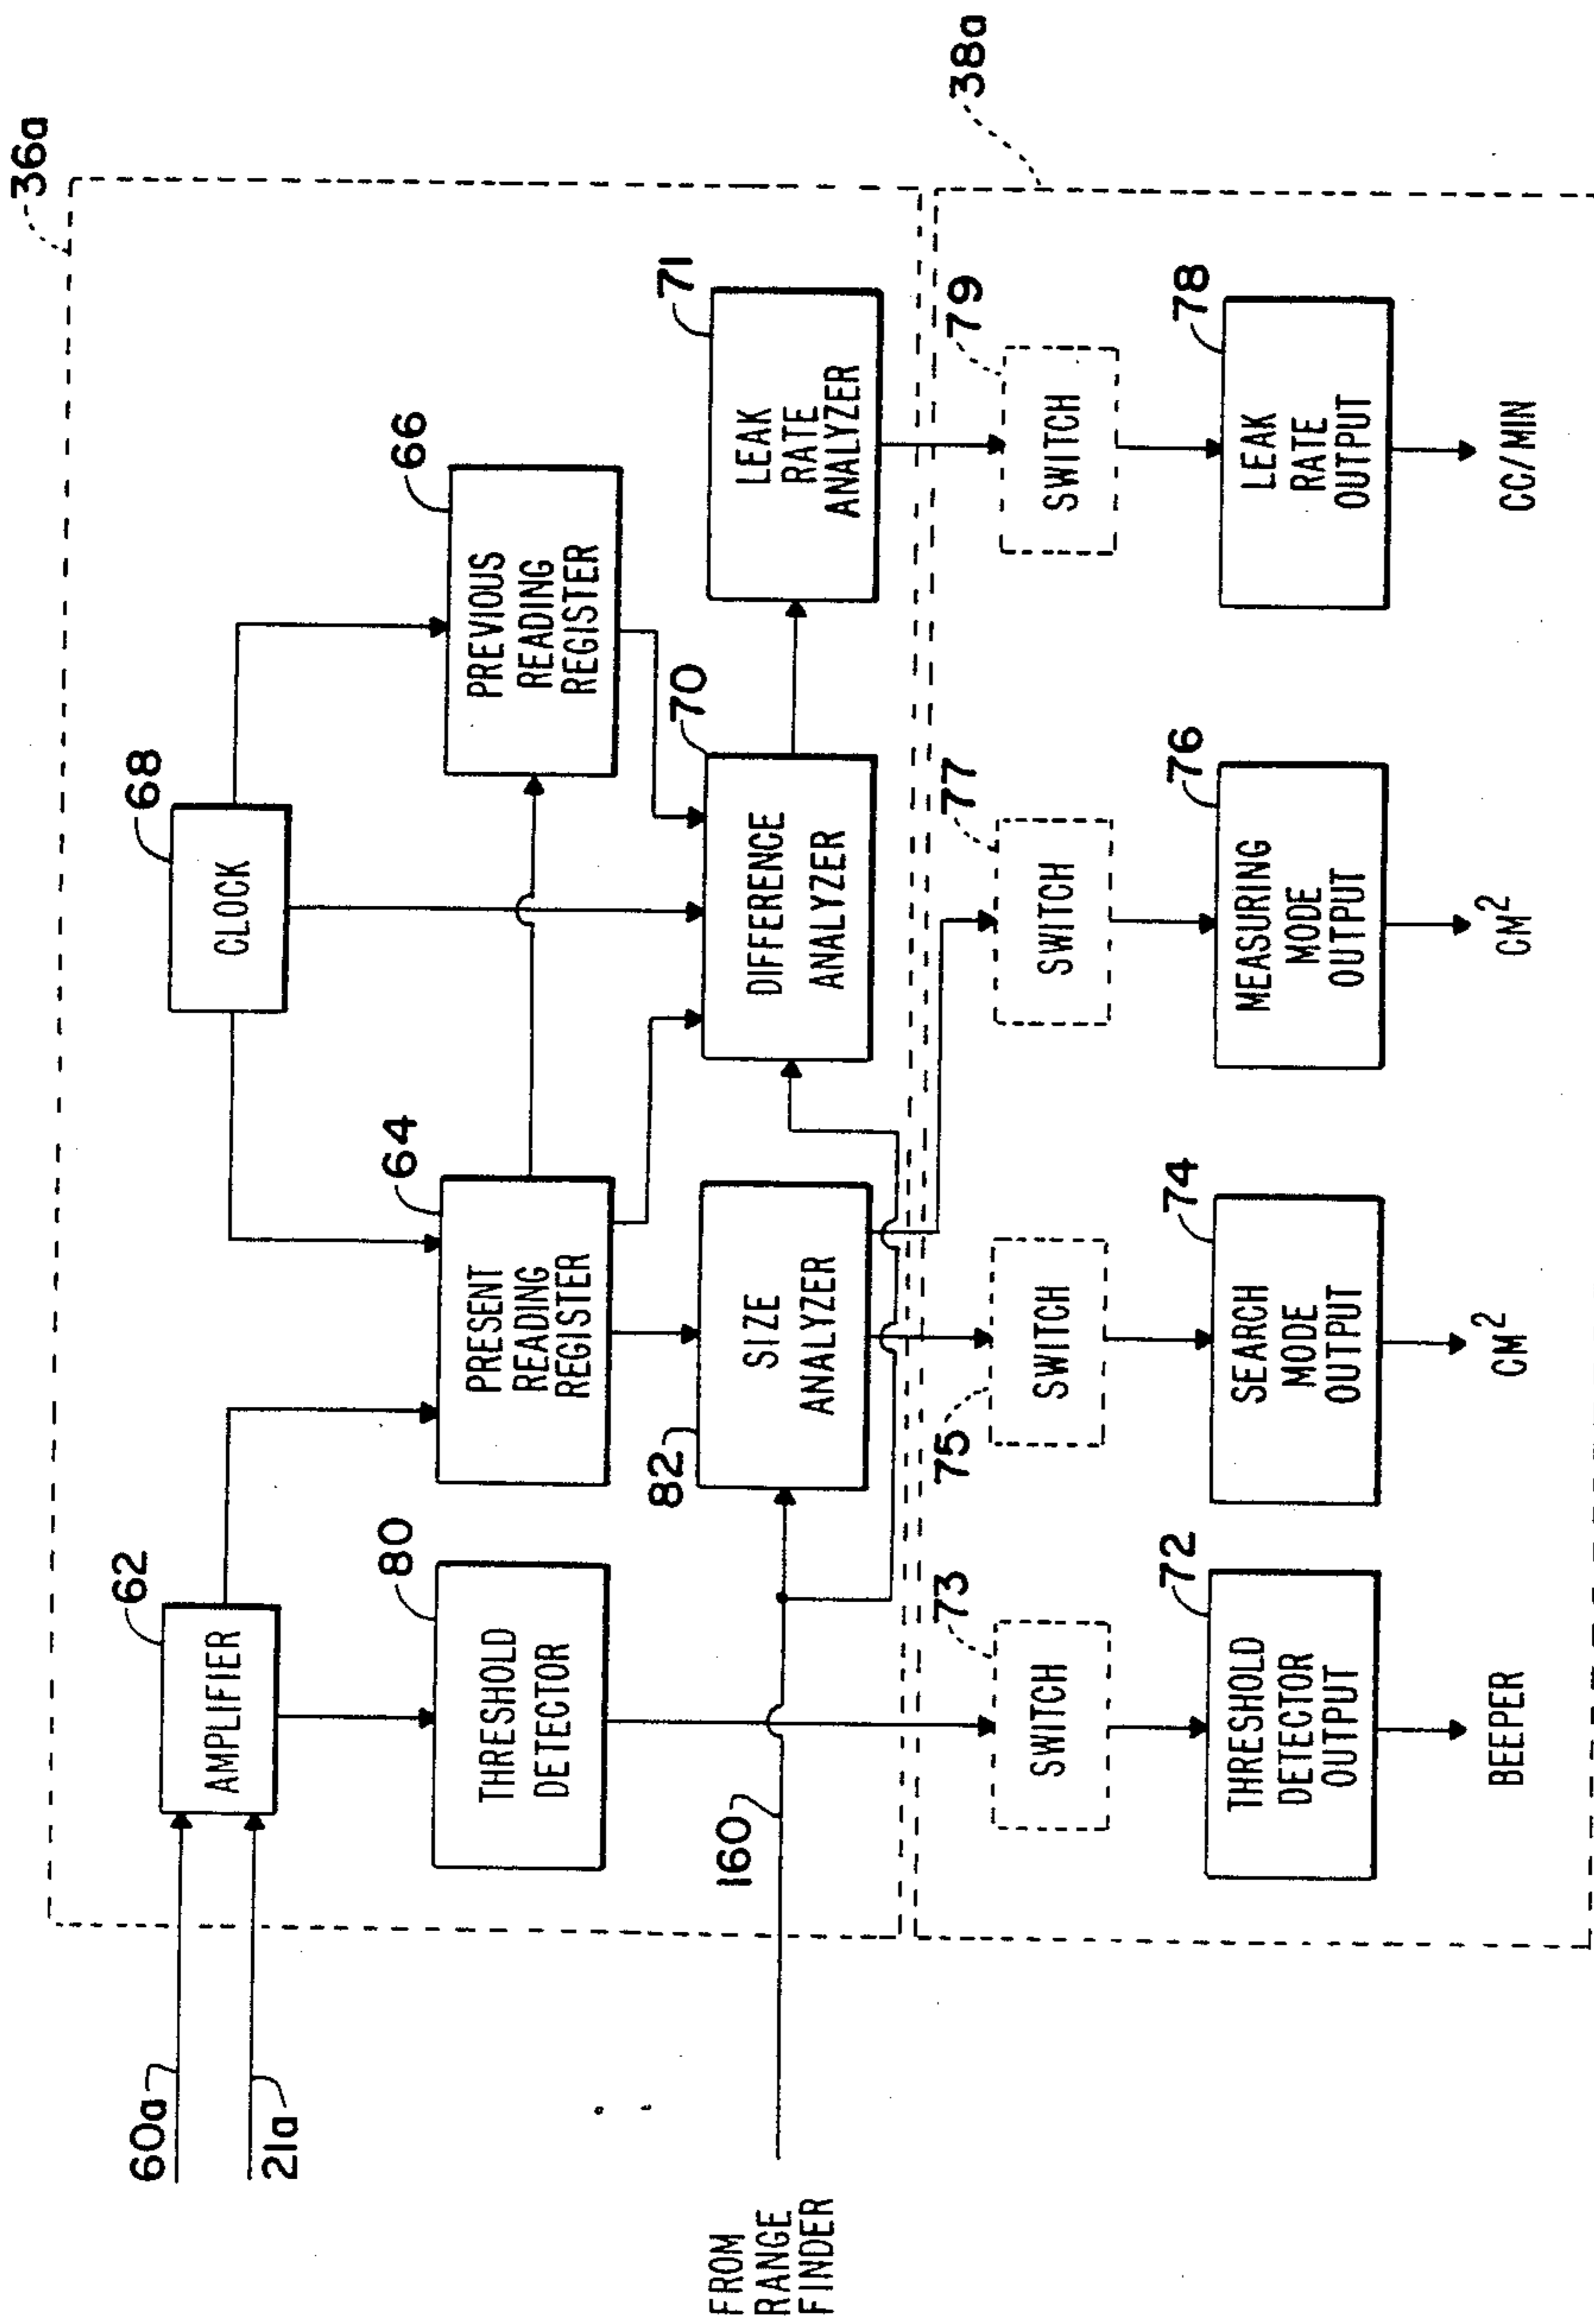 36a
68
CLOCK
62
AMPLIFIER
60a
21a
66
PREVIOUS
READING
REGISTER
64
PRESENT
READING
REGISTER
80
THRESHOLD
DETECTOR
71
LEAK
RATE
ANALYZER
70
DIFFERENCE
ANALYZER
82
SIZE
ANALYZER
160
FROM
RANGE
FINDER
38a
73
SWITCH
75
SWITCH
77
SWITCH
79
SWITCH
72
THRESHOLD
DETECTOR
OUTPUT
74
SEARCH
MODE
OUTPUT
76
MEASURING
MODE
OUTPUT
78
LEAK
RATE
OUTPUT
BEEPER
CM²
CM²
CC/MIN